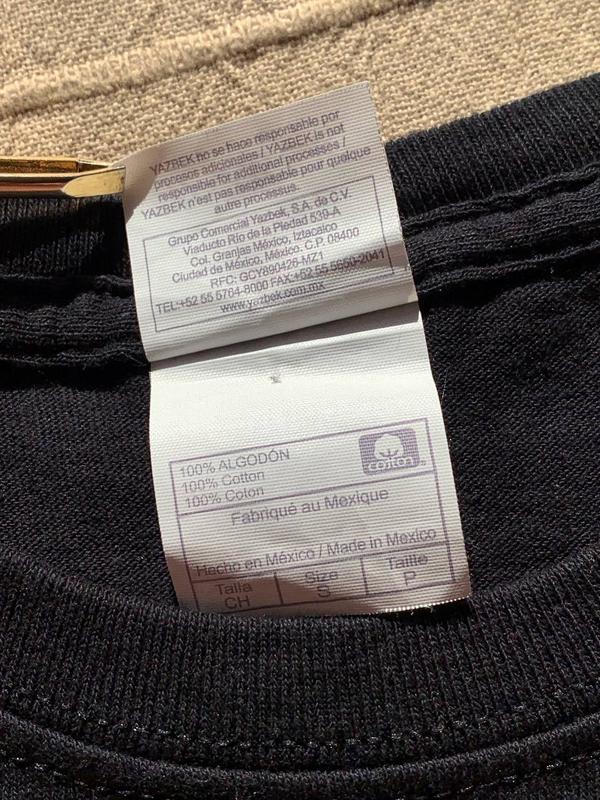 YAZBEK no se hace responsable por
procesos adicionales / YAZBEK is not
responsible for additional processes /
YAZBEK n'est pas responsable pour quelque
autre processus.
Grupo Comercial Yazbek, S.A. de C.V.
Viaducto Río de la Piedad 539-A
Col. Granjas México, Iztacalco
Ciudad de México, México. C.P. 08400
RFC: GCY890426-MZ1
TEL:+52 55 5764-8000 FAX:+52 55 5650-2041
www.yazbek.com.mx
100% ALGODÓN
100% Cotton
100% Coton
cotton®
Fabriqué au Mexique
Hecho en México / Made in Mexico
Talla Size Taille
CH S P